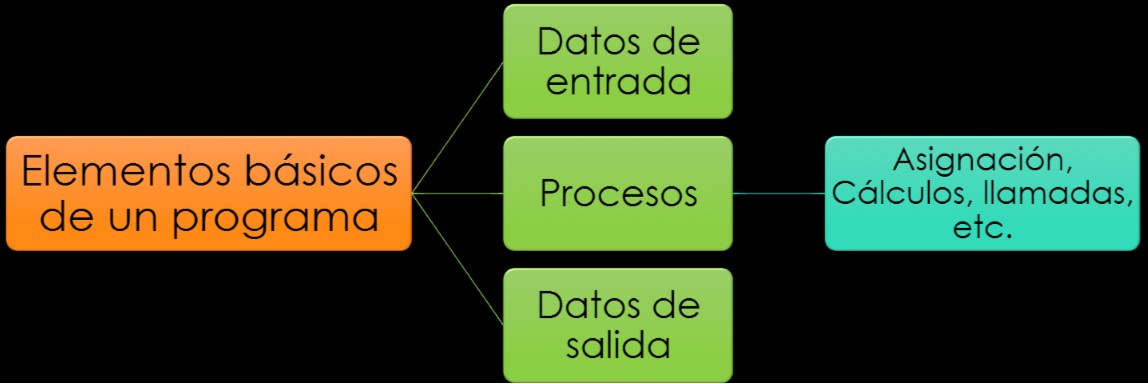 Elementos básicos
de un programa
Datos de
entrada
Procesos
Datos de
salida
Asignación,
Cálculos, llamadas,
etc.